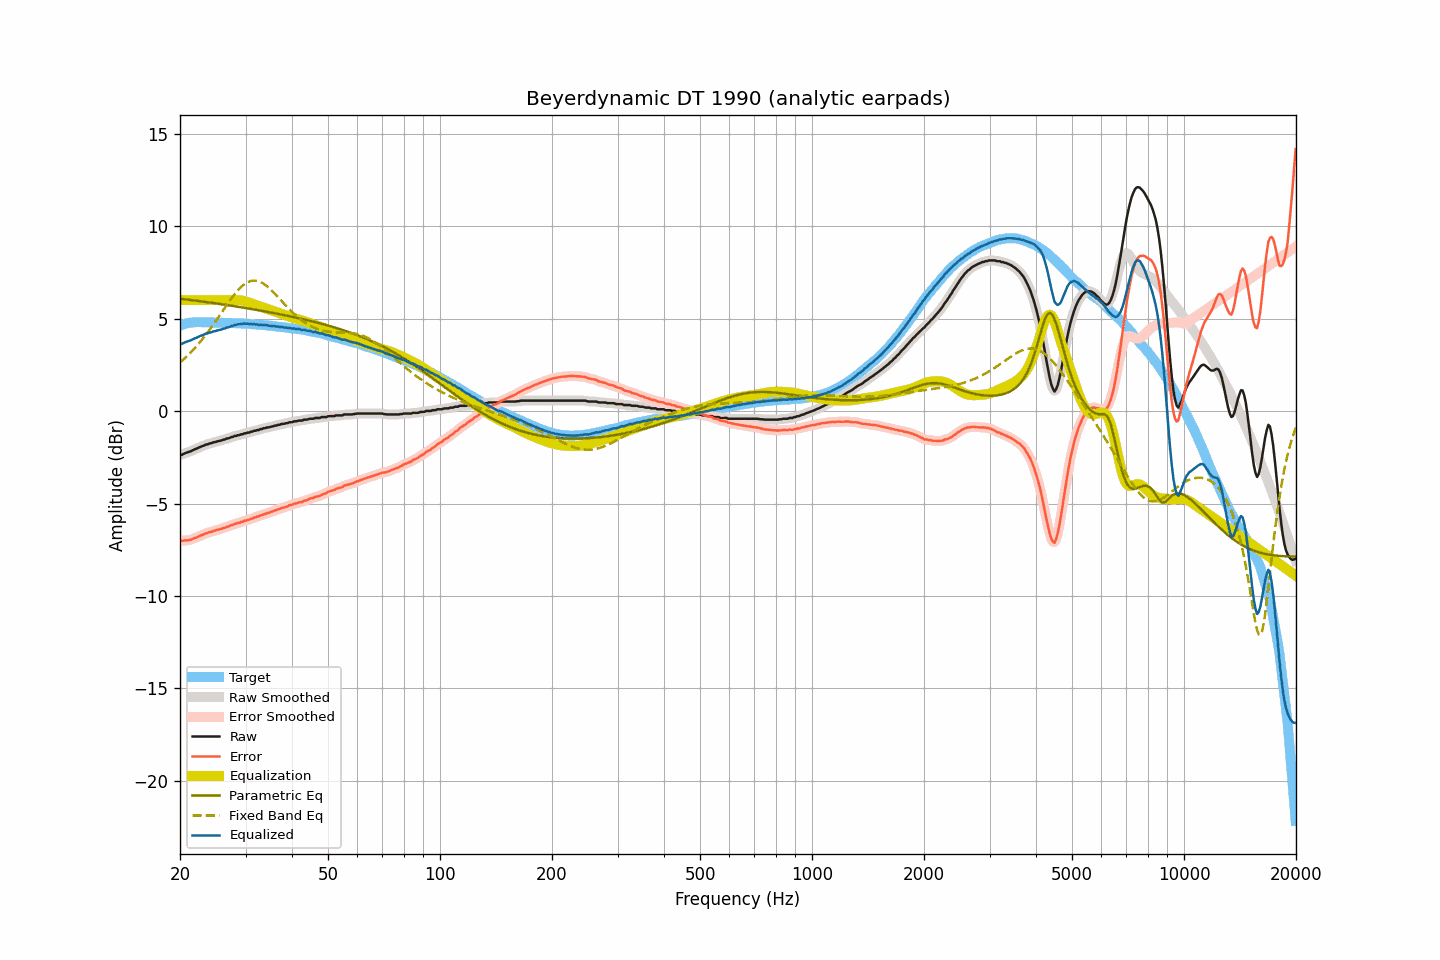 Beyerdynamic DT 1990 (analytic earpads)
15
10
5
0
−5
−10
−15
−20
Amplitude (dBr)
Target
Raw Smoothed
Error Smoothed
Raw
Error
Equalization
Parametric Eq
Fixed Band Eq
Equalized
20 50 100 200 500 1000 2000 5000 10000 20000
Frequency (Hz)